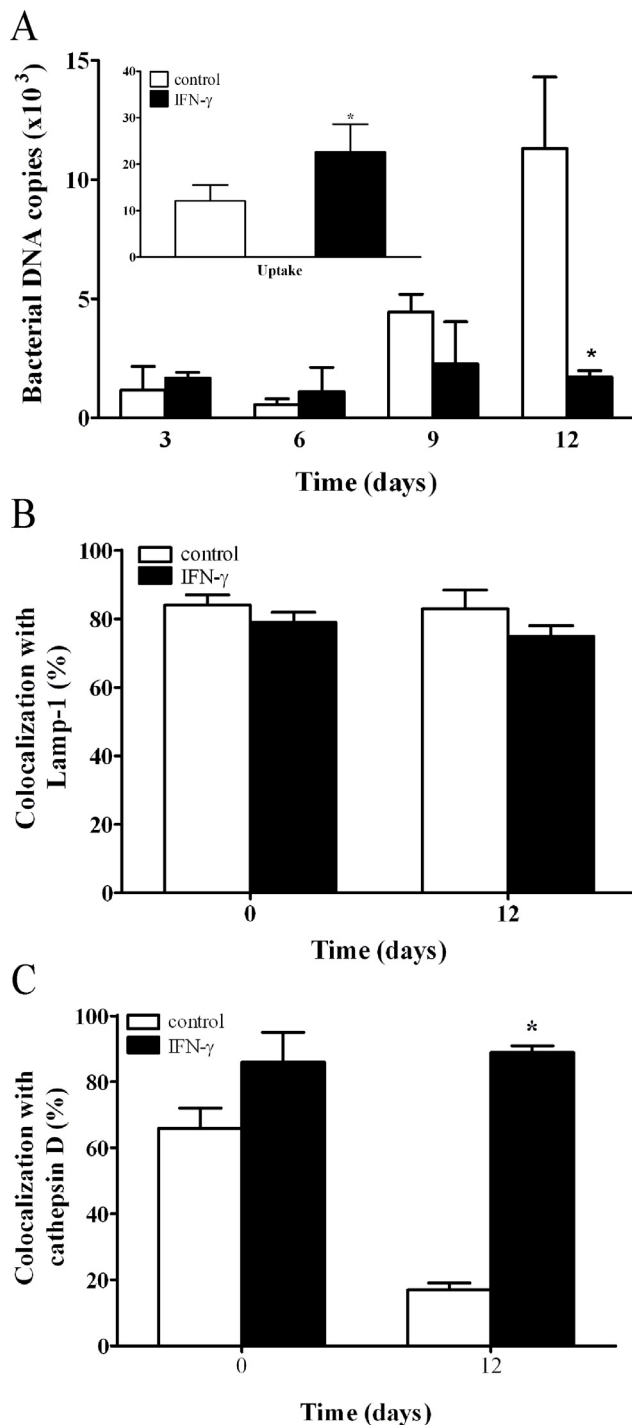 A
Bacterial DNA copies (x10³)
15
10
5
0
40
30
20
10
0
control
IFN-γ
*
Uptake
*
3 6 9 12
Time (days)
B
Colocalization with
Lamp-1 (%)
100
80
60
40
20
0
control
IFN-γ
0 12
Time (days)
C
Colocalization with
cathepsin D (%)
100
80
60
40
20
0
control
IFN-γ
*
0 12
Time (days)